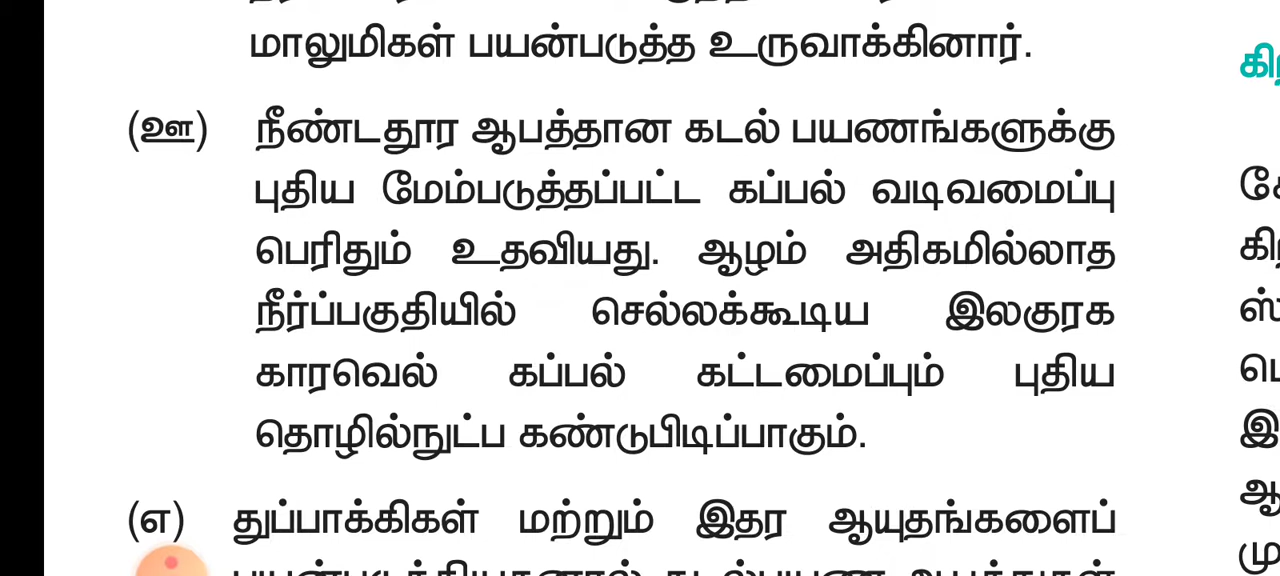 மாலுமிகள் பயன்படுத்த உருவாக்கினார்.
(ஊ) நீண்டதூர ஆபத்தான கடல் பயணங்களுக்கு
புதிய மேம்படுத்தப்பட்ட கப்பல் வடிவமைப்பு
பெரிதும் உதவியது. ஆழம் அதிகமில்லாத
நீர்ப்பகுதியில் செல்லக்கூடிய இலகுரக
காரவெல் கப்பல் கட்டமைப்பும் புதிய
தொழில்நுட்ப கண்டுபிடிப்பாகும்.
(எ) துப்பாக்கிகள் மற்றும் இதர ஆயுதங்களைப்